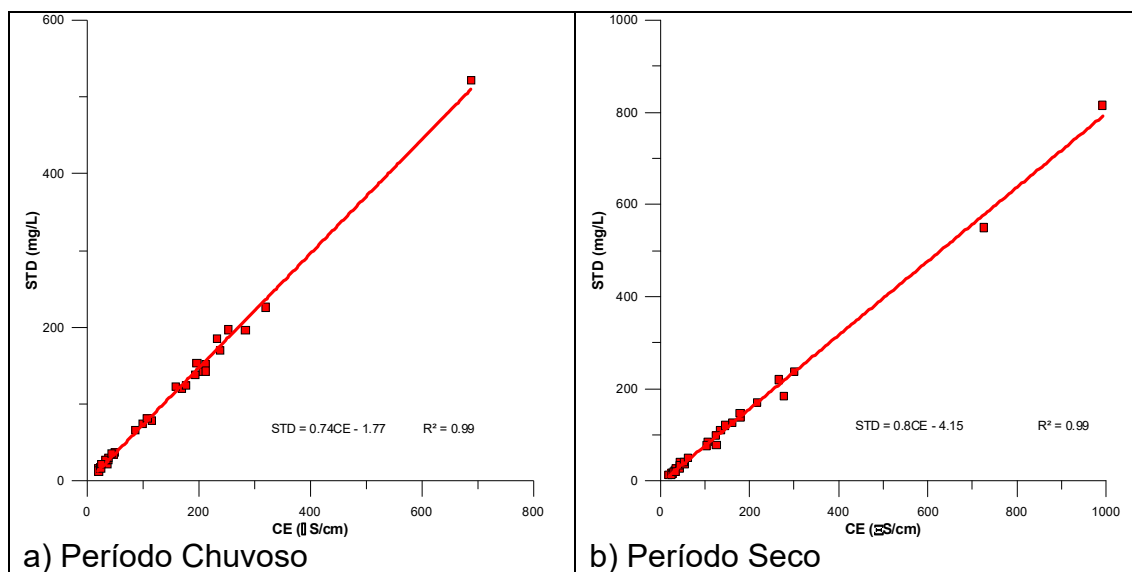 600
400
200
0
STD (mg/L)
STD = 0.74CE - 1.77 R² = 0.99
0 200 400 600 800
CE (▯S/cm)
a) Período Chuvoso
1000
800
600
400
200
0
STD (mg/L)
STD = 0.8CE - 4.15 R² = 0.99
0 200 400 600 800 1000
CE (S/cm)
b) Período Seco